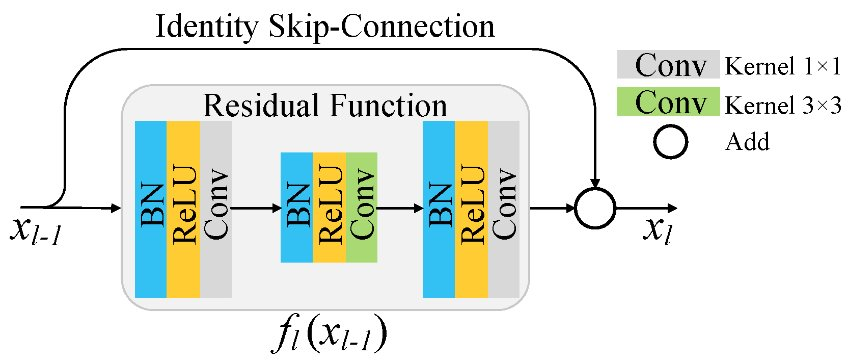 Identity Skip-Connection
Conv Kernel 1×1
Conv Kernel 3×3
Add
Residual Function
BN ReLU Conv
BN ReLU Conv
BN ReLU Conv
x_{l-1}
x_l
f_l(x_{l-1})